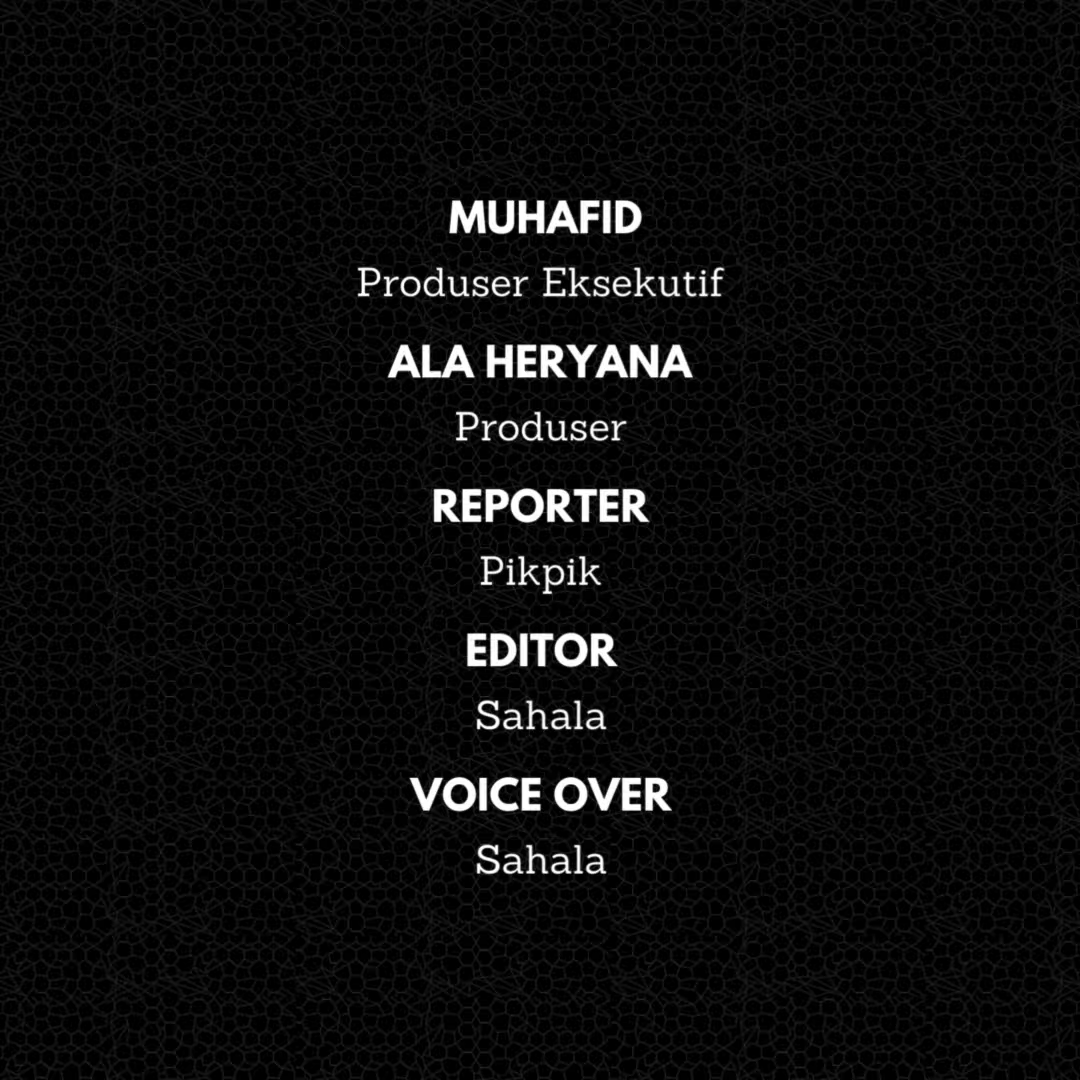 MUHAFID
Produser Eksekutif
ALA HERYANA
Produser
REPORTER
Pikpik
EDITOR
Sahala
VOICE OVER
Sahala